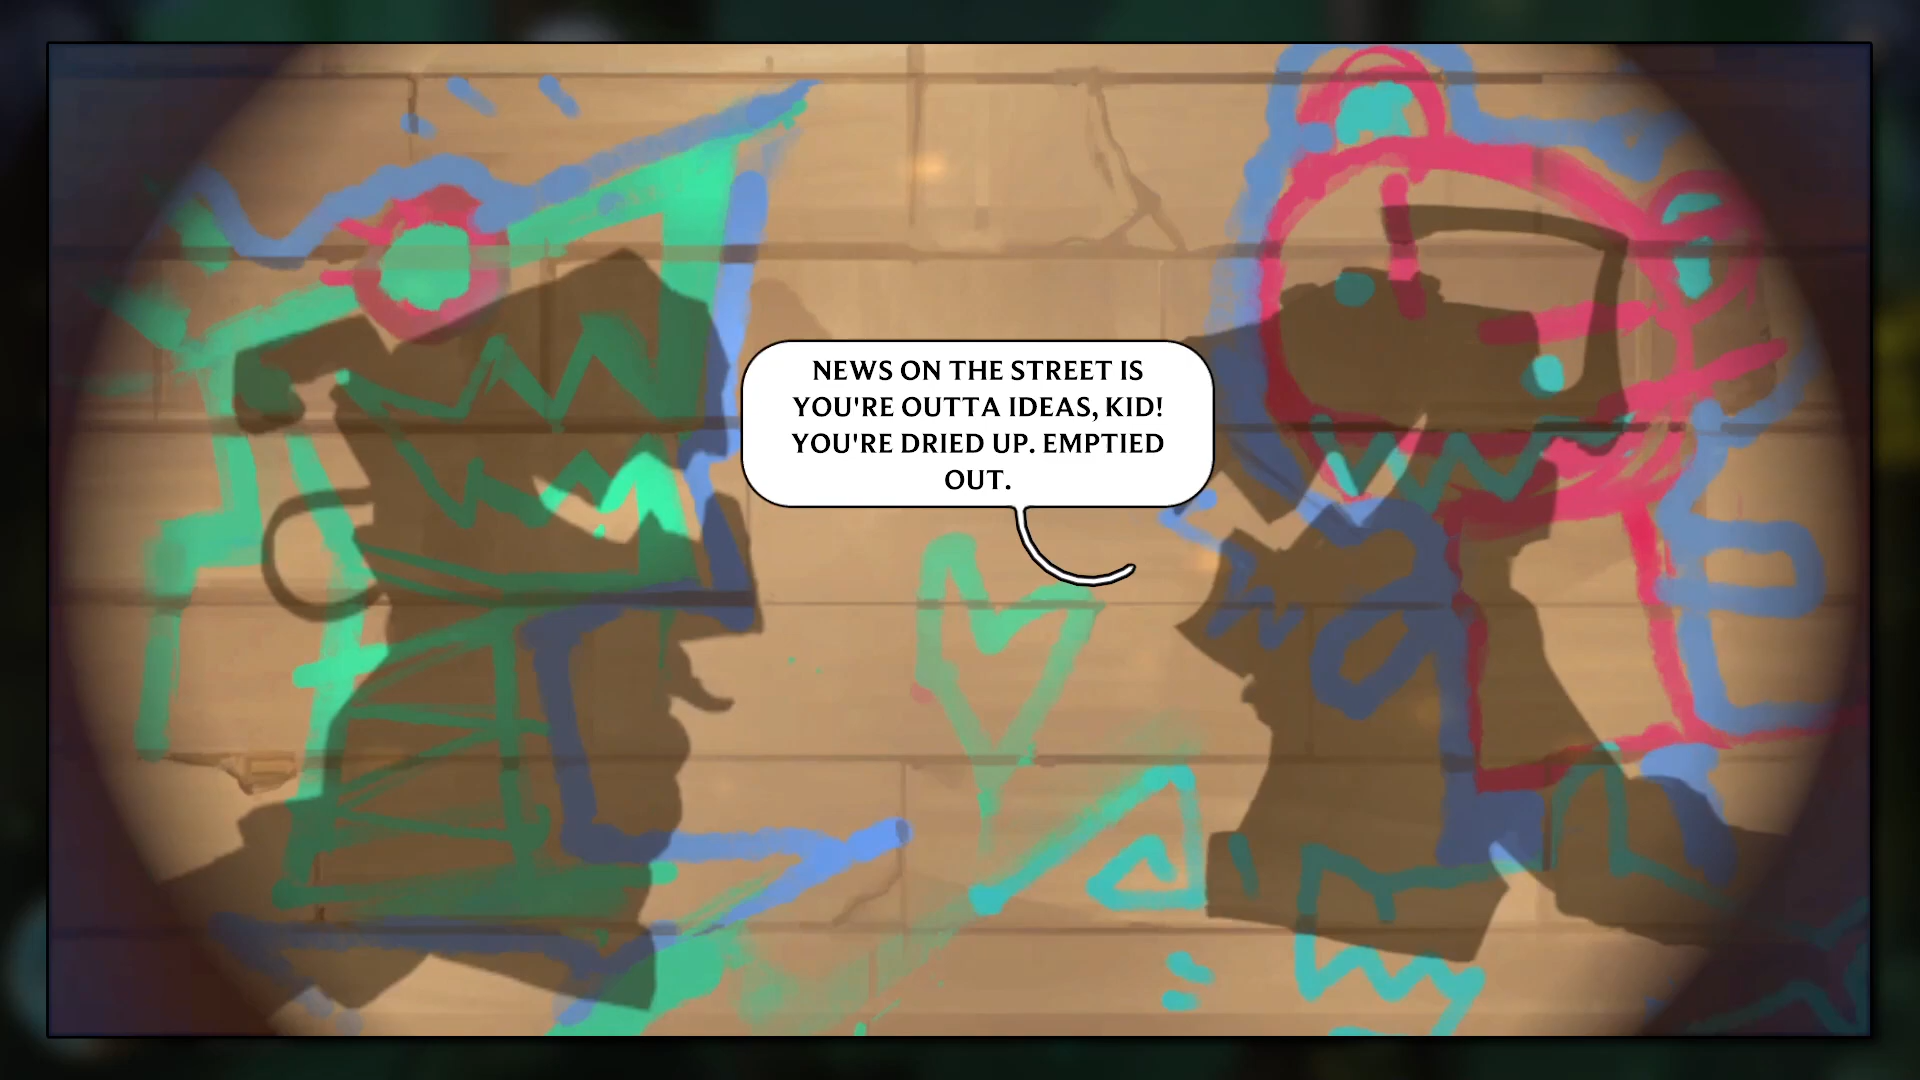 NEWS ON THE STREET IS
YOU'RE OUTTA IDEAS, KID!
YOU'RE DRIED UP. EMPTIED
OUT.